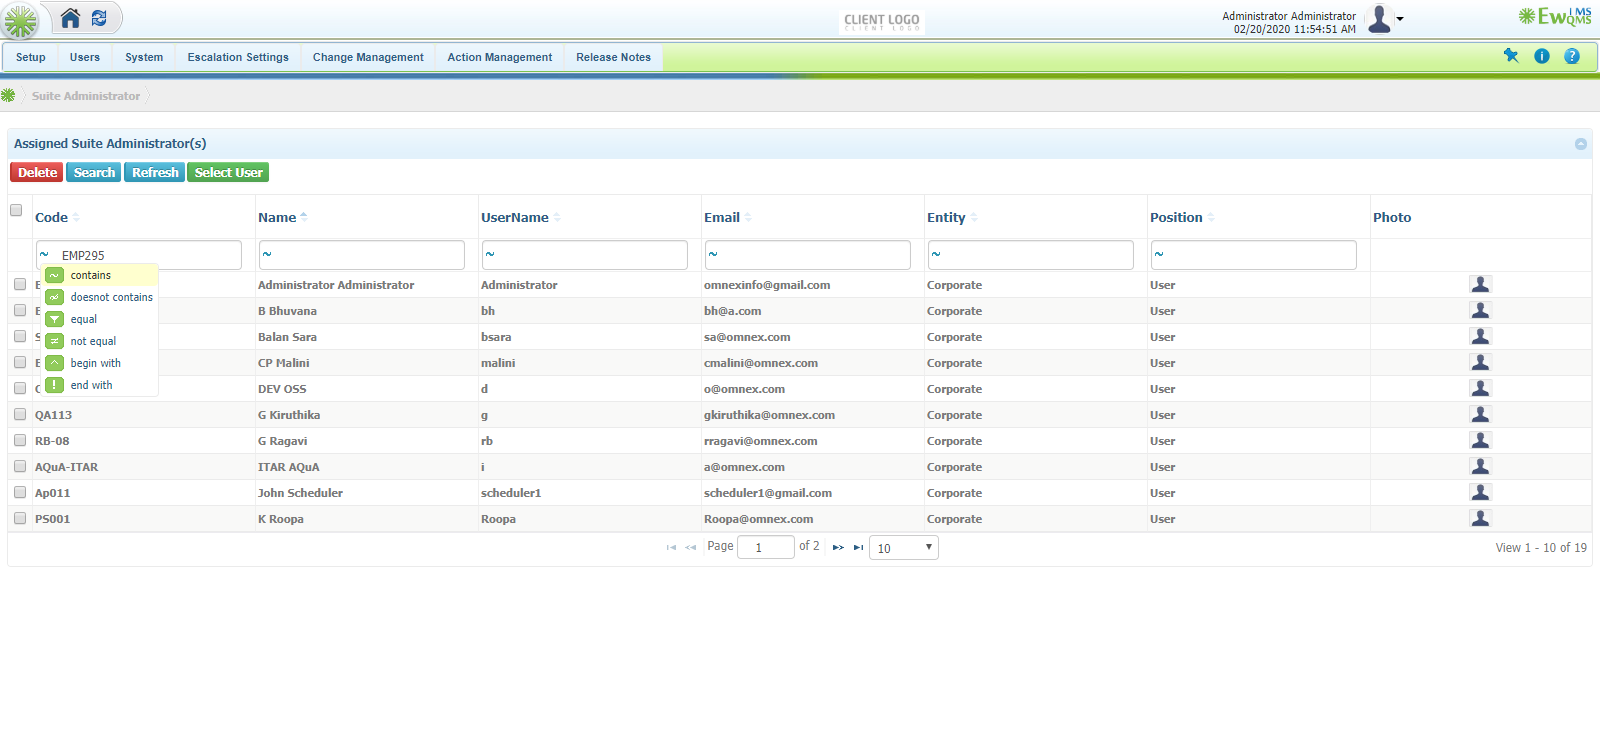 CLIENT LOGO
CLIENT LOGO
Administrator Administrator
02/20/2020 11:54:51 AM
EwIMS
QMS
Setup Users System Escalation Settings Change Management Action Management Release Notes
Suite Administrator
Assigned Suite Administrator(s)
Delete Search Refresh Select User
Code Name UserName Email Entity Position Photo
~ EMP295 ~ ~ ~ ~ ~
contains
doesnot contains
equal
not equal
begin with
end with
Administrator Administrator Administrator omnexinfo@gmail.com Corporate User
B Bhuvana bh bh@a.com Corporate User
Balan Sara bsara sa@omnex.com Corporate User
CP Malini malini cmalini@omnex.com Corporate User
DEV OSS d o@omnex.com Corporate User
QA113 G Kiruthika g gkiruthika@omnex.com Corporate User
RB-08 G Ragavi rb rragavi@omnex.com Corporate User
AQuA-ITAR ITAR AQuA i a@omnex.com Corporate User
Ap011 John Scheduler scheduler1 scheduler1@gmail.com Corporate User
PS001 K Roopa Roopa Roopa@omnex.com Corporate User
Page 1 of 2 10 View 1 - 10 of 19